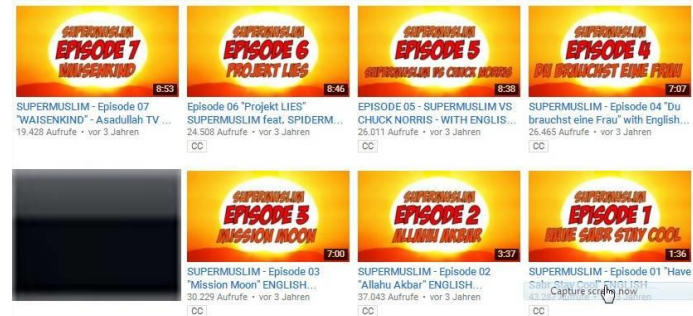 SUPERMUSLIM
EPISODE 7
WAISENKIND
8:53
SUPERMUSLIM - Episode 07
"WAISENKIND" - Asadullah TV ...
19.428 Aufrufe • vor 3 Jahren
SUPERMUSLIM
EPISODE 6
PROJEKT LIES
8:46
Episode 06 "Projekt LIES"
SUPERMUSLIM feat. SPIDERM...
24.508 Aufrufe • vor 3 Jahren
CC
SUPERMUSLIM
EPISODE 5
SUPERMUSLIM VS CHUCK NORRIS
8:38
EPISODE 05 - SUPERMUSLIM VS
CHUCK NORRIS - WITH ENGLIS...
26.011 Aufrufe • vor 3 Jahren
CC
SUPERMUSLIM
EPISODE 4
DU BRAUCHST EINE FRAU
7:07
SUPERMUSLIM - Episode 04 "Du
brauchst eine Frau" with English...
26.465 Aufrufe • vor 3 Jahren
CC
SUPERMUSLIM
EPISODE 3
MISSION MOON
7:00
SUPERMUSLIM - Episode 03
"Mission Moon" ENGLISH...
30.229 Aufrufe • vor 3 Jahren
CC
SUPERMUSLIM
EPISODE 2
ALLAHU AKBAR
3:37
SUPERMUSLIM - Episode 02
"Allahu Akbar" ENGLISH...
37.043 Aufrufe • vor 3 Jahren
CC
SUPERMUSLIM
EPISODE 1
HAVE SABR STAY COOL
1:36
SUPERMUSLIM - Episode 01 "Have
Sabr Stay Cool" ENGLISH
Capture screen now
Aufrufe • vor 3 Jahren
CC